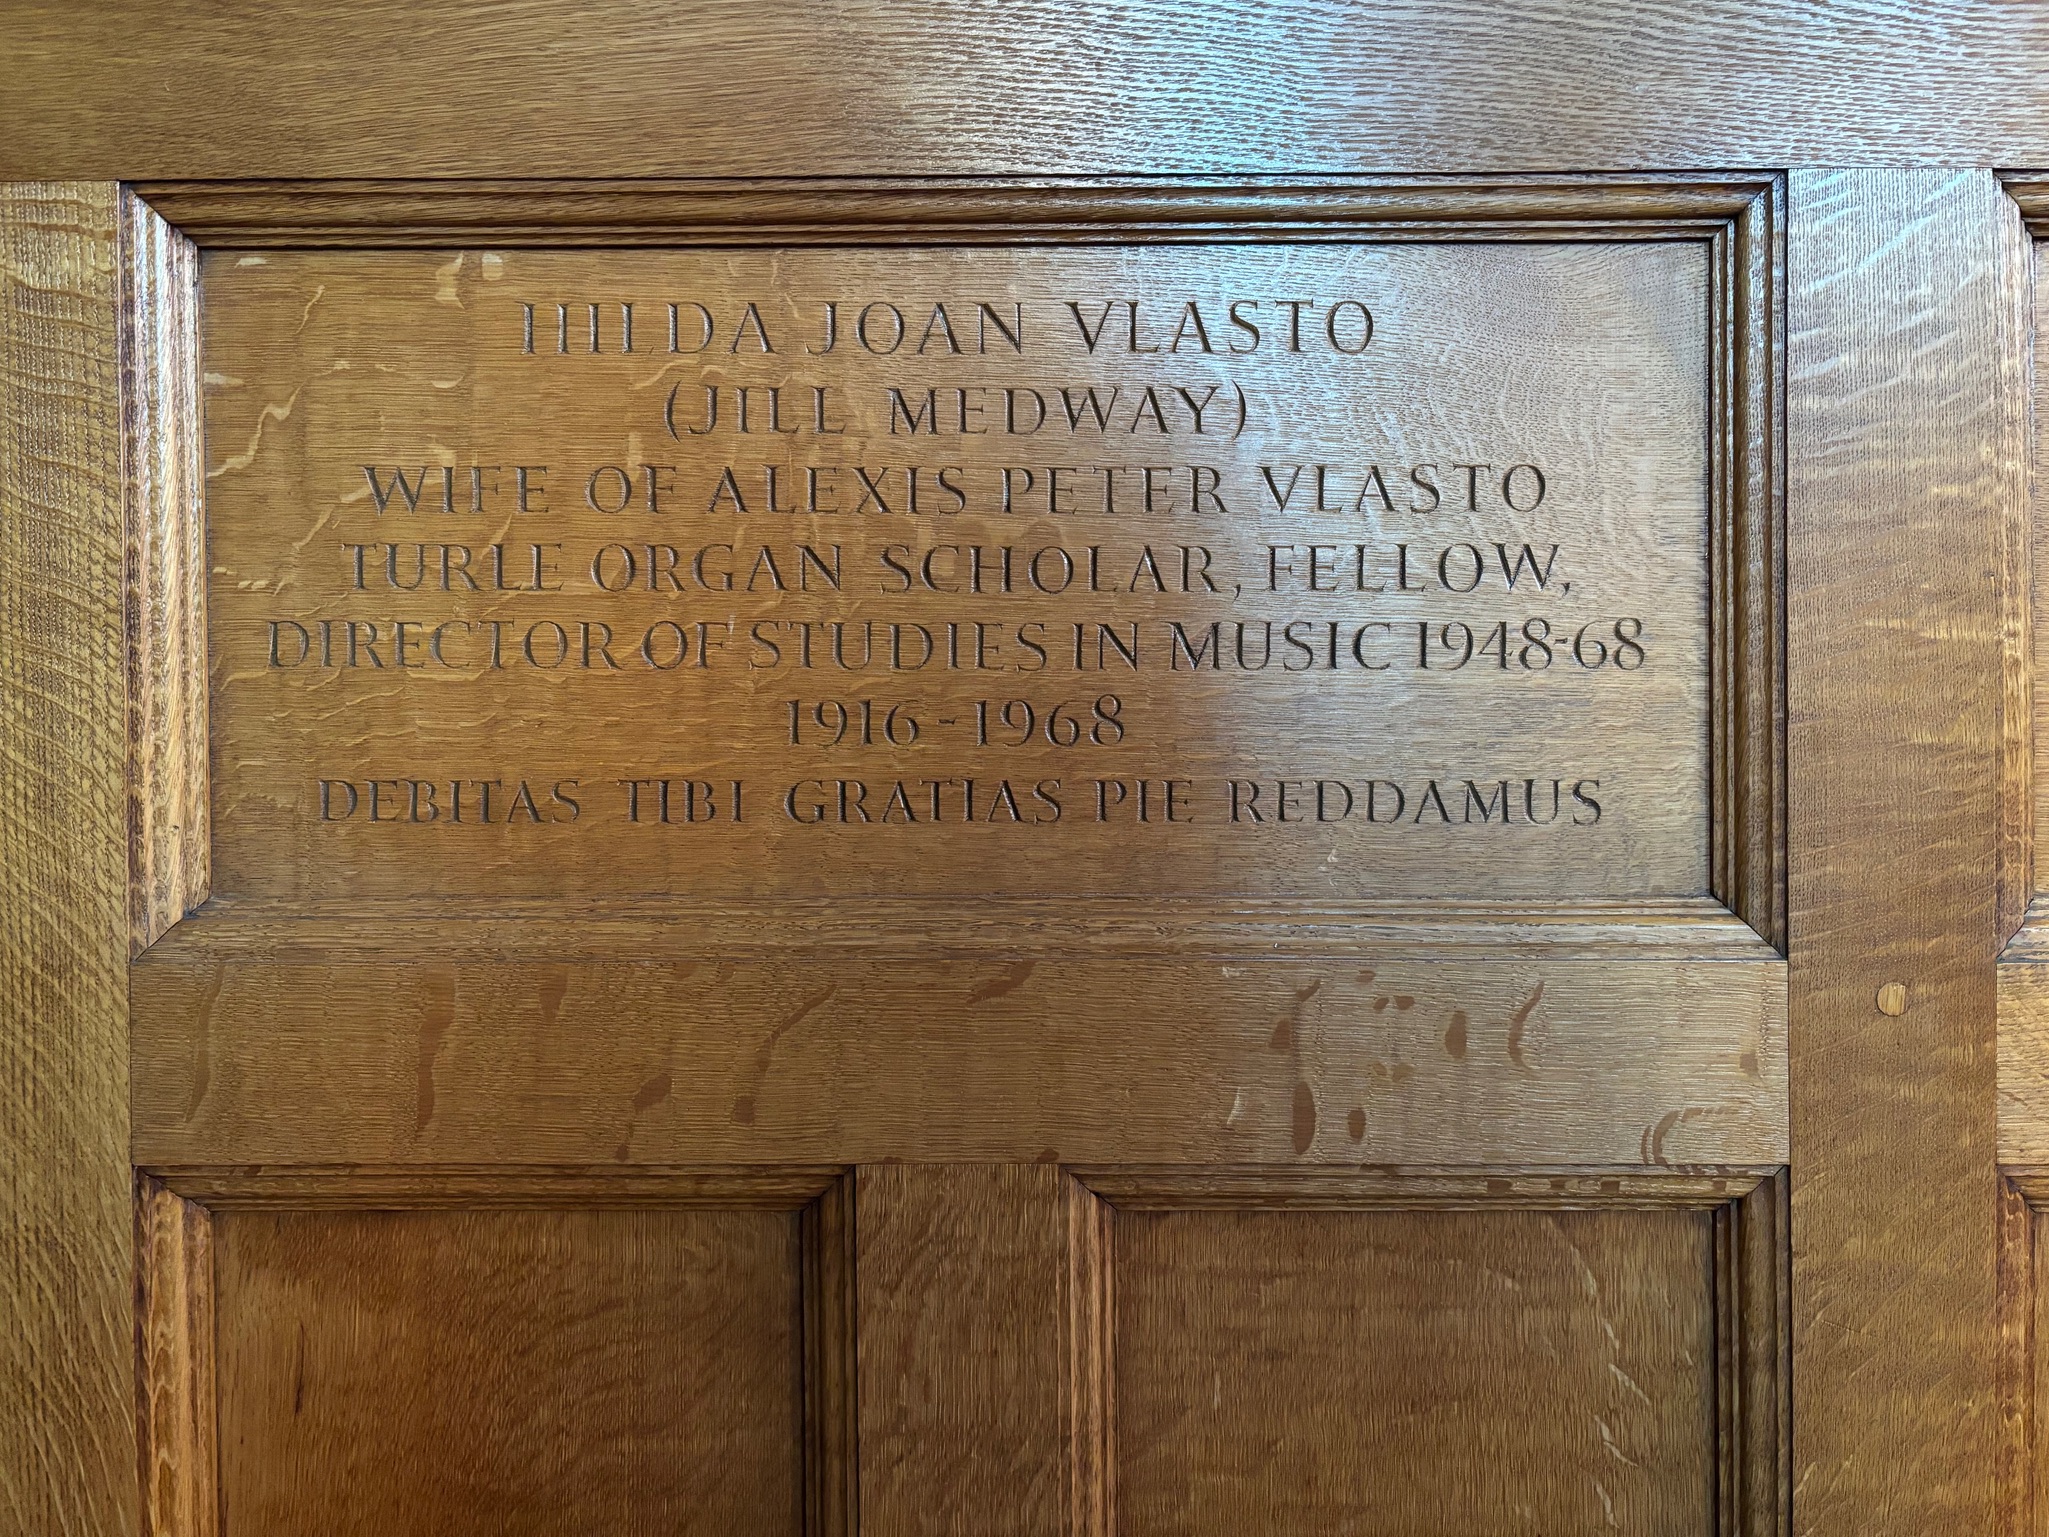 HILDA JOAN VLASTO
(JILL MEDWAY)
WIFE OF ALEXIS PETER VLASTO
TURLE ORGAN SCHOLAR, FELLOW,
DIRECTOR OF STUDIES IN MUSIC 1948-68
1916 - 1968
DEBITAS TIBI GRATIAS PIE REDDAMUS